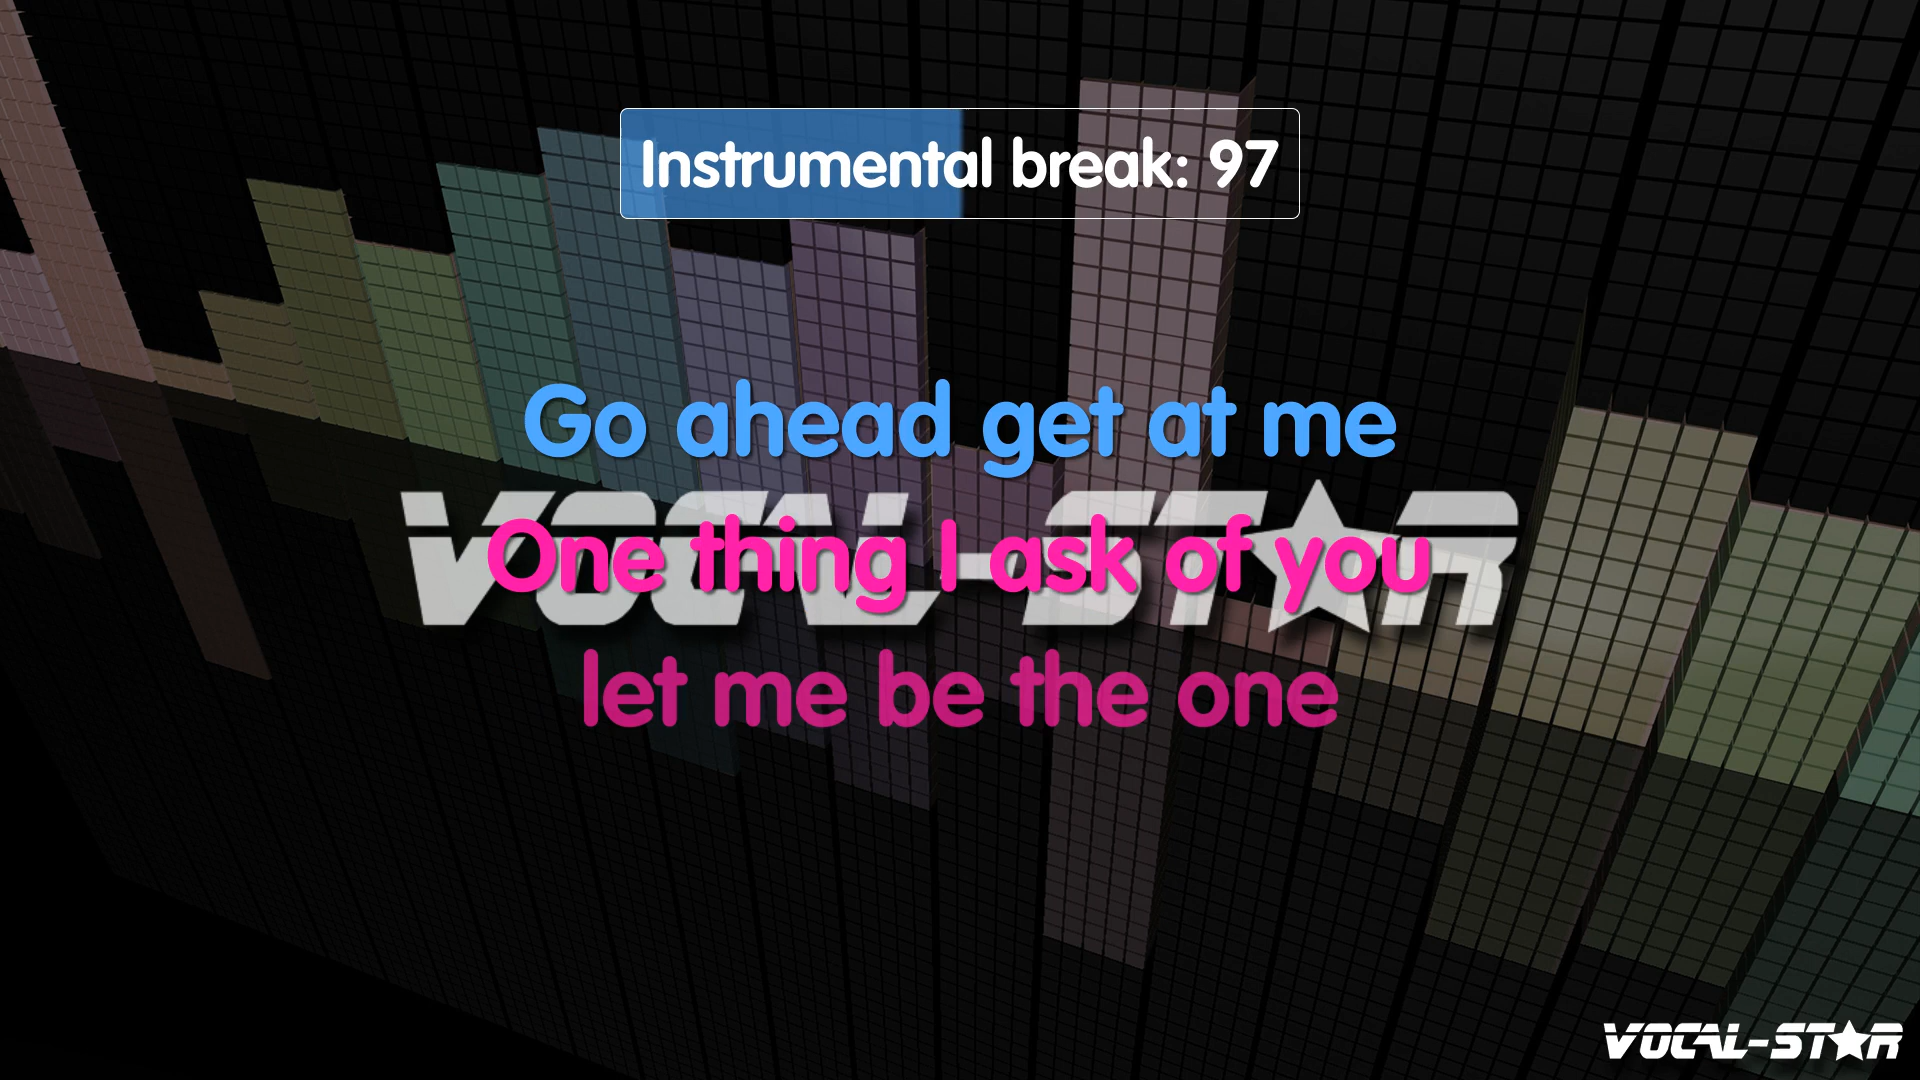 Instrumental break: 97
Go ahead get at me
VOCAL-STAR
One thing I ask of you
let me be the one
VOCAL-STAR